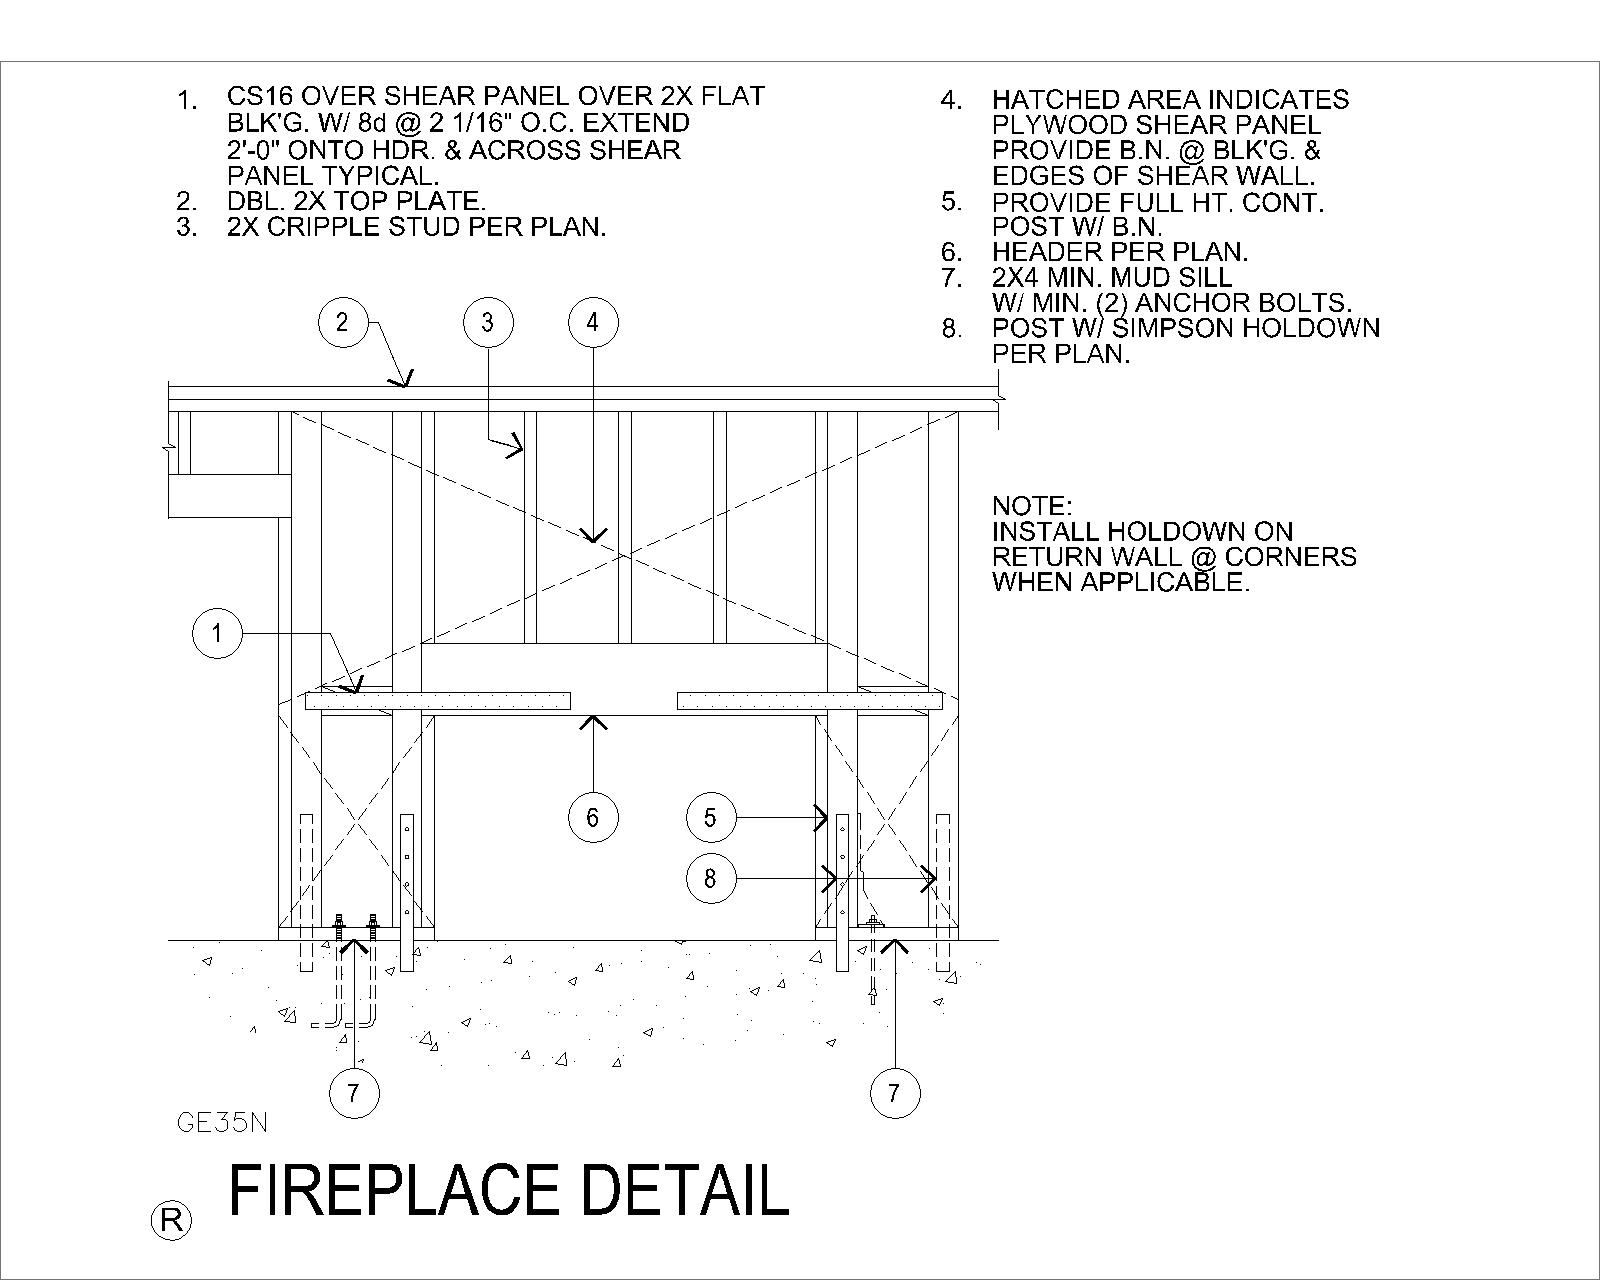 1. CS16 OVER SHEAR PANEL OVER 2X FLAT
BLK'G. W/ 8d @ 2 1/16" O.C. EXTEND
2'-0" ONTO HDR. & ACROSS SHEAR
PANEL TYPICAL.
2. DBL. 2X TOP PLATE.
3. 2X CRIPPLE STUD PER PLAN.
4. HATCHED AREA INDICATES
PLYWOOD SHEAR PANEL
PROVIDE B.N. @ BLK'G. &
EDGES OF SHEAR WALL.
5. PROVIDE FULL HT. CONT.
POST W/ B.N.
6. HEADER PER PLAN.
7. 2X4 MIN. MUD SILL
W/ MIN. (2) ANCHOR BOLTS.
8. POST W/ SIMPSON HOLDOWN
PER PLAN.
2 3 4
NOTE:
INSTALL HOLDOWN ON
RETURN WALL @ CORNERS
WHEN APPLICABLE.
1
6 5
8
7 7
GE35N
FIREPLACE DETAIL
R